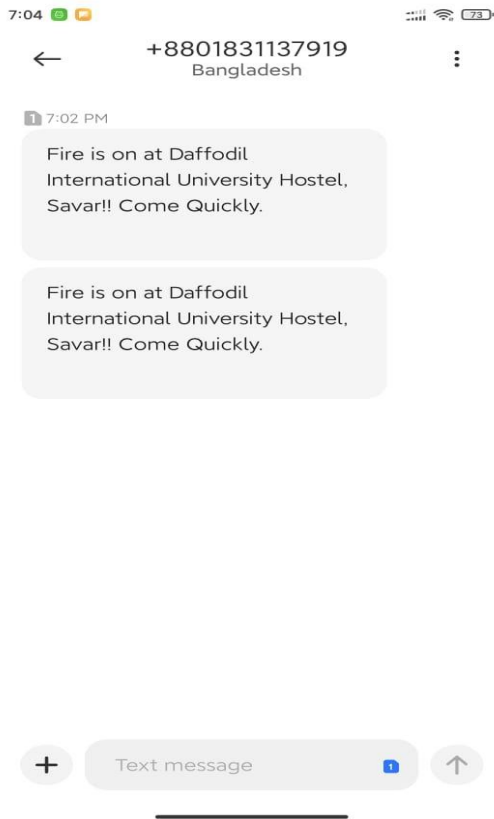 7:04 73
+8801831137919
Bangladesh
1 7:02 PM
Fire is on at Daffodil
International University Hostel,
Savar!! Come Quickly.
Fire is on at Daffodil
International University Hostel,
Savar!! Come Quickly.
Text message 1